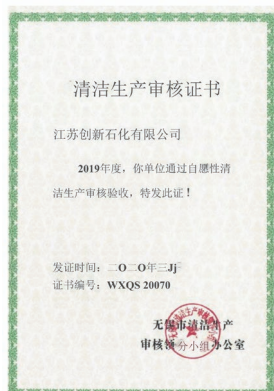 清洁生产审核证书
江苏创新石化有限公司
2019年度，你单位通过自愿性清
洁生产审核验收，特发此证！
发证时间：二O二O年三
证书编号：WXQS 20070
无锡市清洁生产
审核领分小组办公室